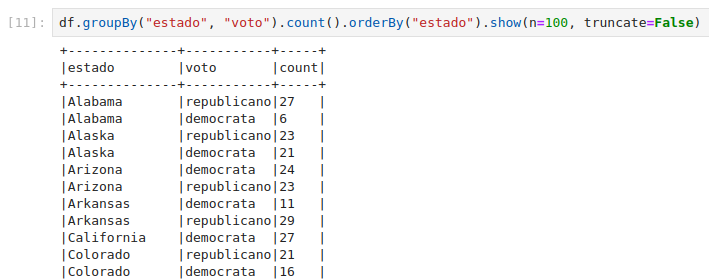 [11]: df.groupBy("estado", "voto").count().orderBy("estado").show(n=100, truncate=False)
+--------------+-----------+-----+
|estado        |voto       |count|
+--------------+-----------+-----+
|Alabama       |republicano|27   |
|Alabama       |democrata  |6    |
|Alaska        |republicano|23   |
|Alaska        |democrata  |21   |
|Arizona       |democrata  |24   |
|Arizona       |republicano|23   |
|Arkansas      |democrata  |11   |
|Arkansas      |republicano|29   |
|California    |democrata  |27   |
|Colorado      |republicano|21   |
|Colorado      |democrata  |16   |